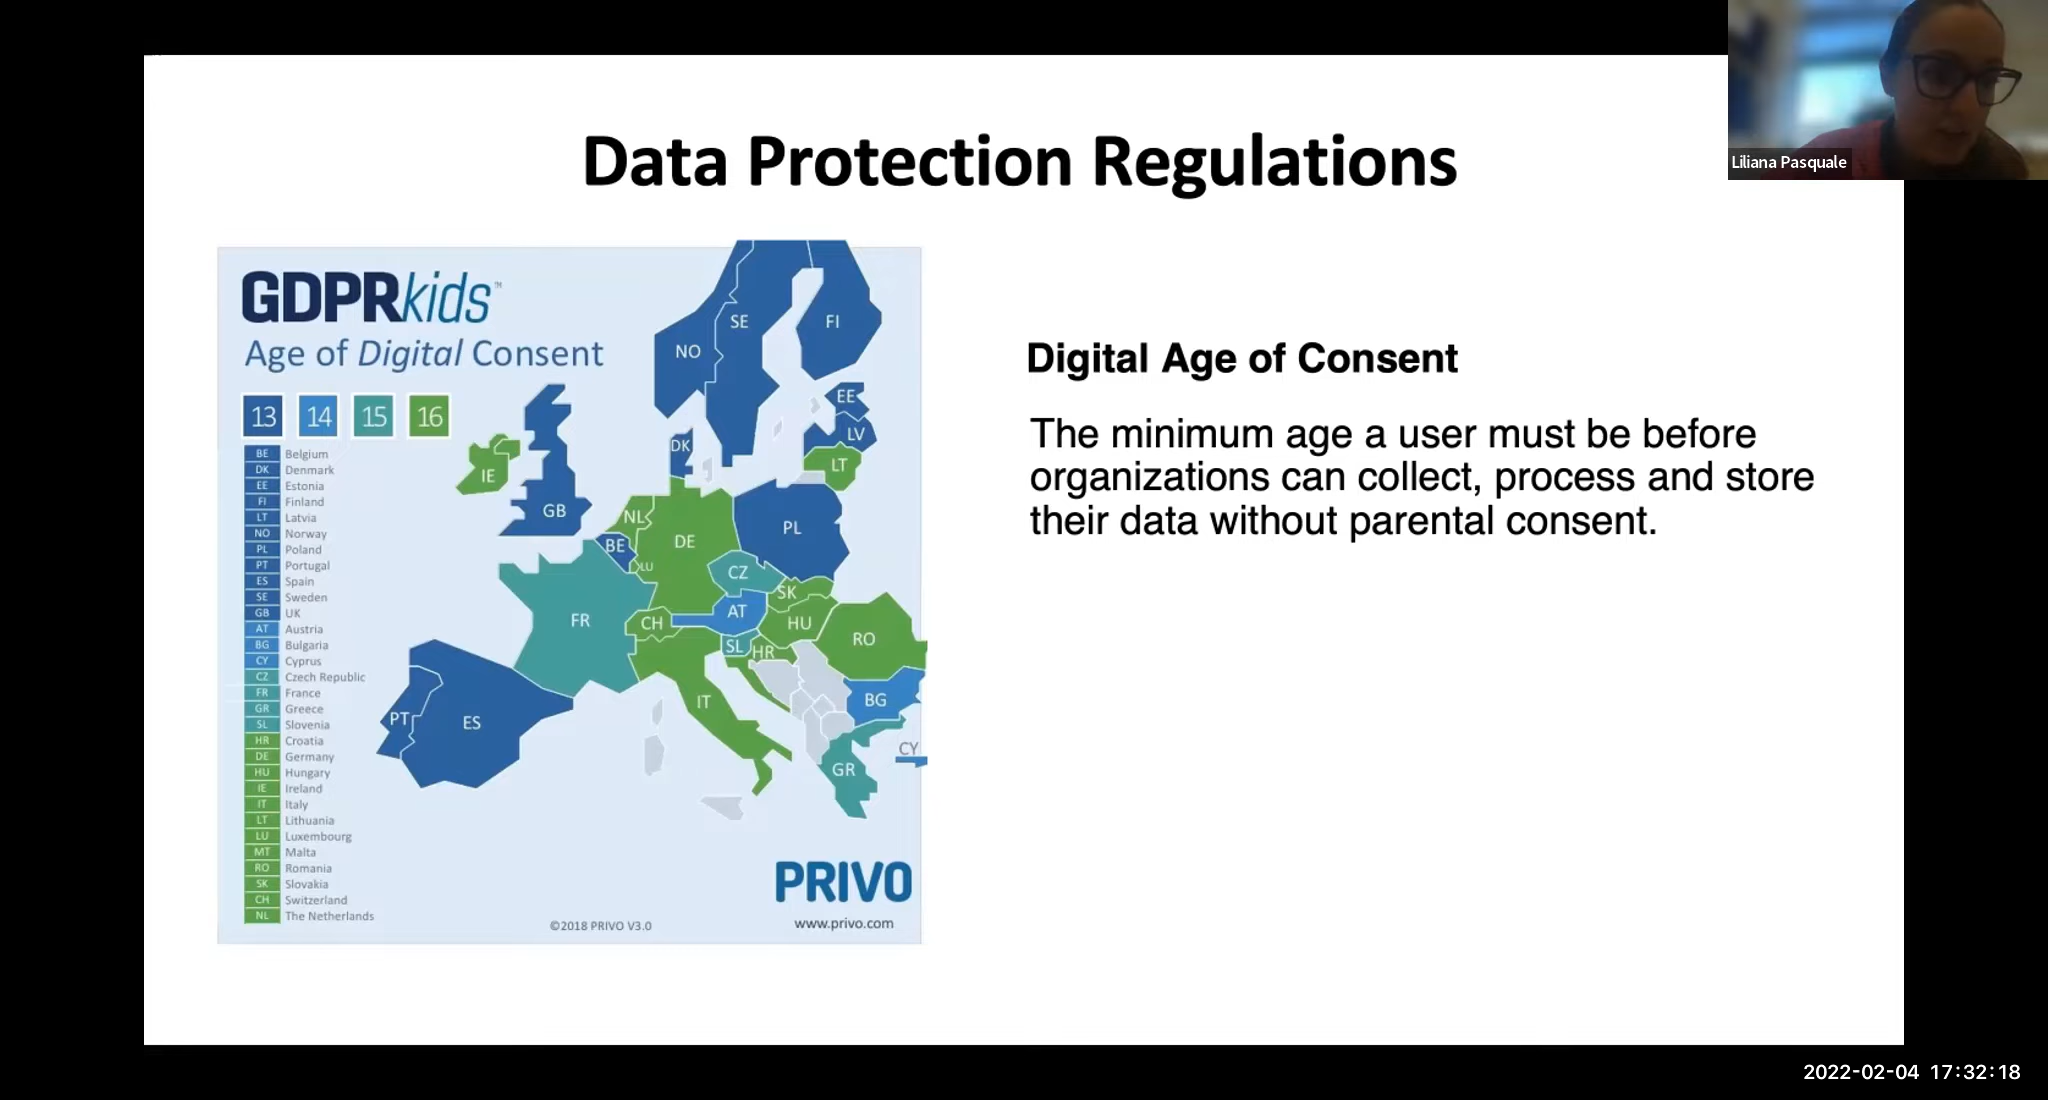 Liliana Pasquale
Data Protection Regulations
GDPRkids™
Age of Digital Consent
13 14 15 16
BE Belgium
DK Denmark
EE Estonia
FI Finland
LT Latvia
NO Norway
PL Poland
PT Portugal
ES Spain
SE Sweden
GB UK
AT Austria
BG Bulgaria
CY Cyprus
CZ Czech Republic
FR France
GR Greece
SL Slovenia
HR Croatia
DE Germany
HU Hungary
IE Ireland
IT Italy
LT Lithuania
LU Luxembourg
MT Malta
RO Romania
SK Slovakia
CH Switzerland
NL The Netherlands
SE
FI
NO
EE
LV
DK
LT
IE
GB
NL
PL
DE
BE
LU
CZ
SK
AT
FR
CH
HU
RO
SL
HR
IT
BG
PT
ES
CY
GR
PRIVO
©2018 PRIVO V3.0
www.privo.com
Digital Age of Consent
The minimum age a user must be before
organizations can collect, process and store
their data without parental consent.
2022-02-04 17:32:18